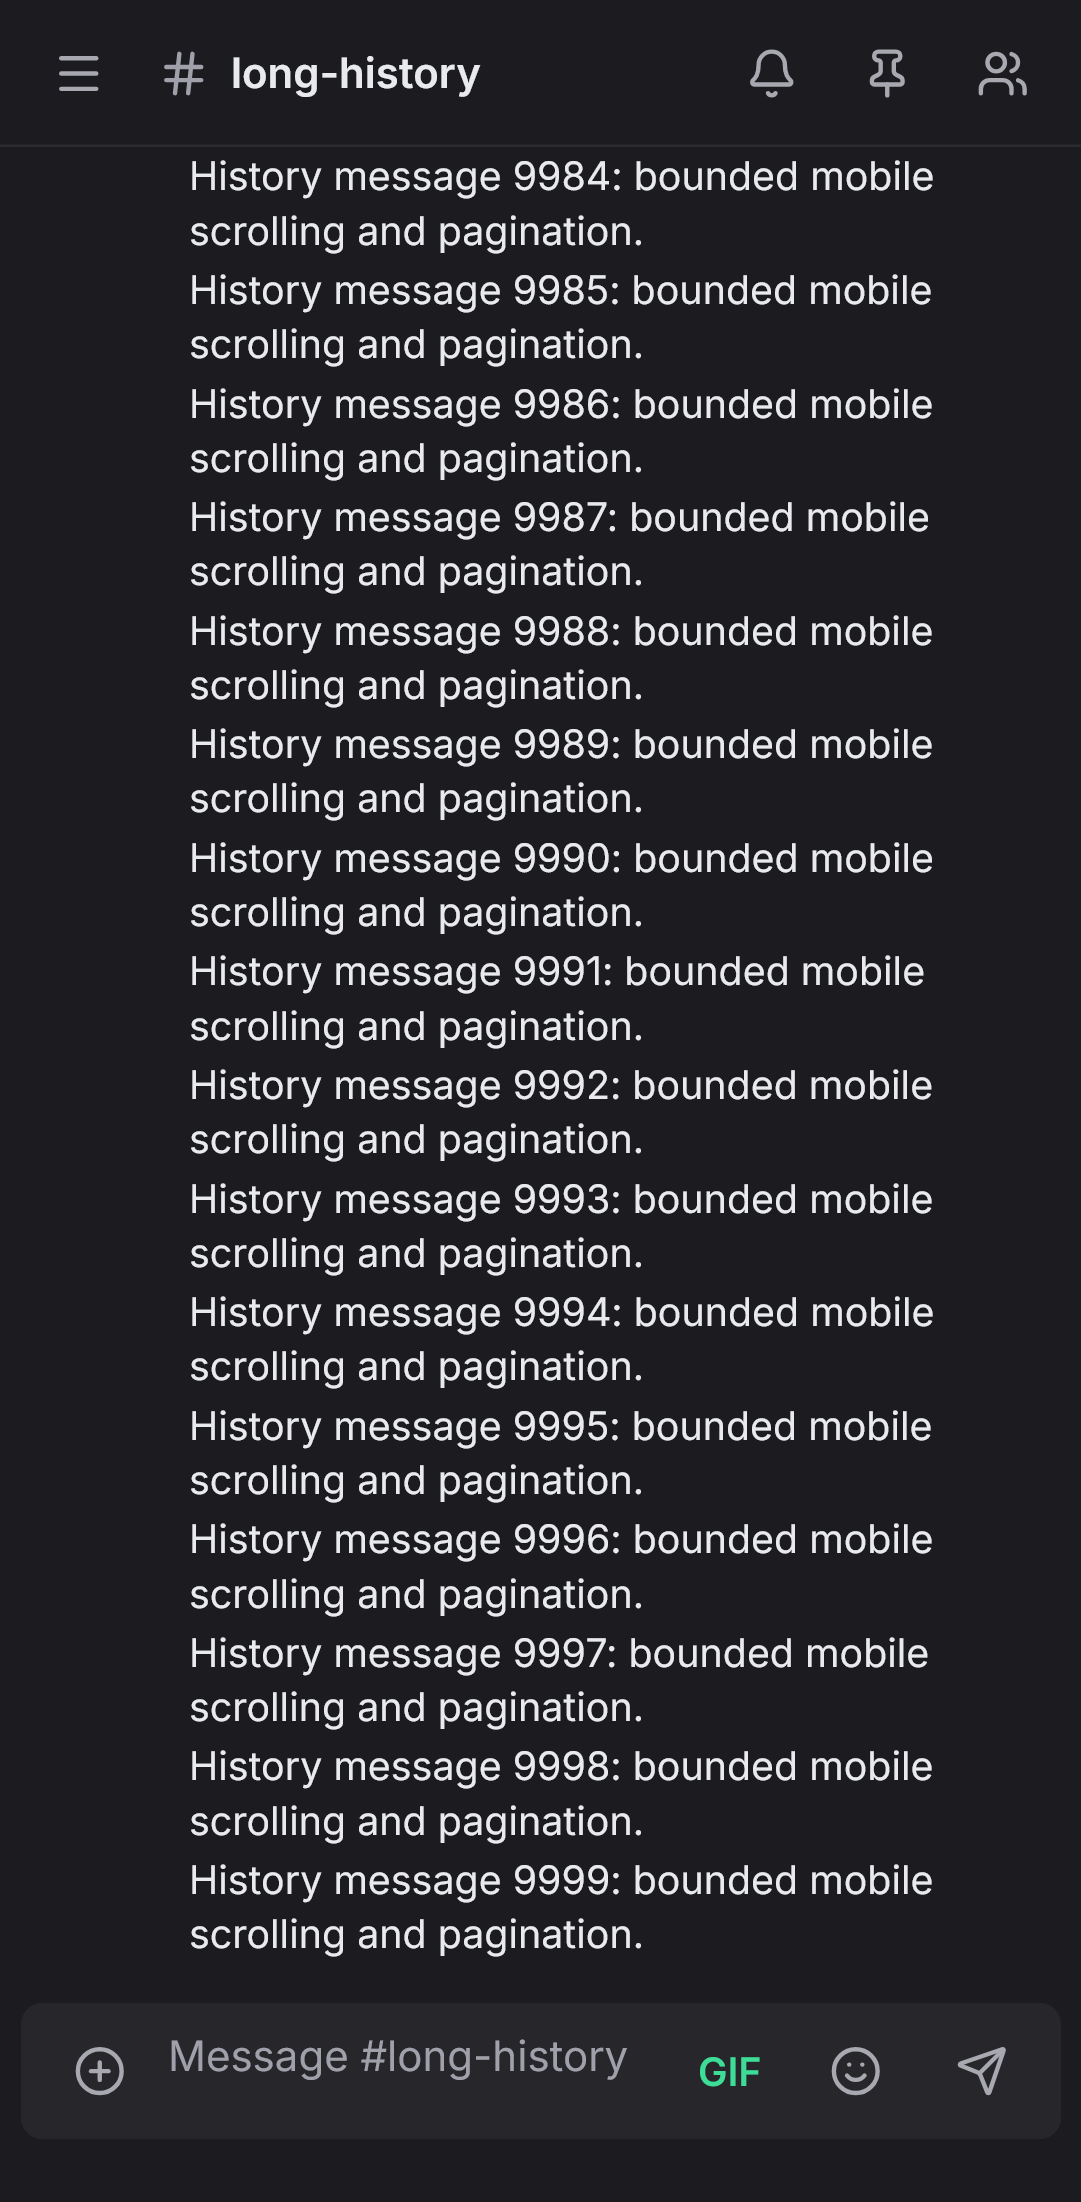 # long-history
History message 9984: bounded mobile
scrolling and pagination.
History message 9985: bounded mobile
scrolling and pagination.
History message 9986: bounded mobile
scrolling and pagination.
History message 9987: bounded mobile
scrolling and pagination.
History message 9988: bounded mobile
scrolling and pagination.
History message 9989: bounded mobile
scrolling and pagination.
History message 9990: bounded mobile
scrolling and pagination.
History message 9991: bounded mobile
scrolling and pagination.
History message 9992: bounded mobile
scrolling and pagination.
History message 9993: bounded mobile
scrolling and pagination.
History message 9994: bounded mobile
scrolling and pagination.
History message 9995: bounded mobile
scrolling and pagination.
History message 9996: bounded mobile
scrolling and pagination.
History message 9997: bounded mobile
scrolling and pagination.
History message 9998: bounded mobile
scrolling and pagination.
History message 9999: bounded mobile
scrolling and pagination.
Message #long-history GIF